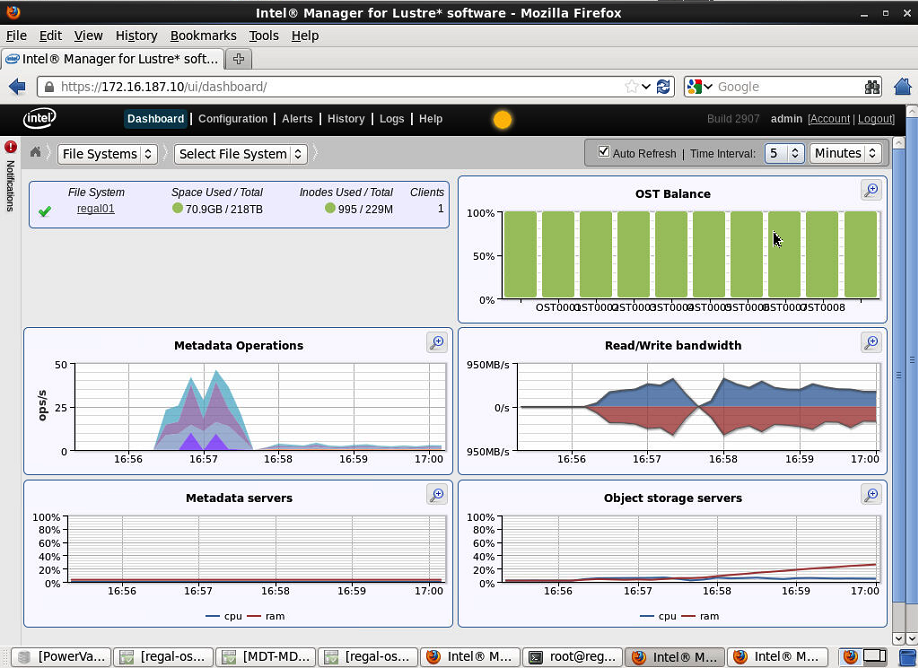 Intel® Manager for Lustre* software - Mozilla Firefox
File Edit View History Bookmarks Tools Help
Intel® Manager for Lustre* soft...
https://172.16.187.10/ui/dashboard/
Google
intel Dashboard | Configuration | Alerts | History | Logs | Help Build 2907 admin [Account | Logout]
Notifications
File Systems Select File System Auto Refresh | Time Interval: 5 Minutes
File System Space Used / Total Inodes Used / Total Clients
regal01 70.9GB / 218TB 995 / 229M 1
OST Balance
100%
50%
0%
Metadata Operations
50
25
0
ops/s
16:56 16:57 16:58 16:59 17:00
Read/Write bandwidth
950MB/s
0/s
950MB/s
16:56 16:57 16:58 16:59 17:00
Metadata servers
100%
80%
60%
40%
20%
0%
16:56 16:57 16:58 16:59 17:00
cpu ram
Object storage servers
100%
80%
60%
40%
20%
0%
16:56 16:57 16:58 16:59 17:00
cpu ram
[PowerVa... [regal-os... [MDT-MD... [regal-os... Intel® M... root@reg... Intel® M... Intel® M...